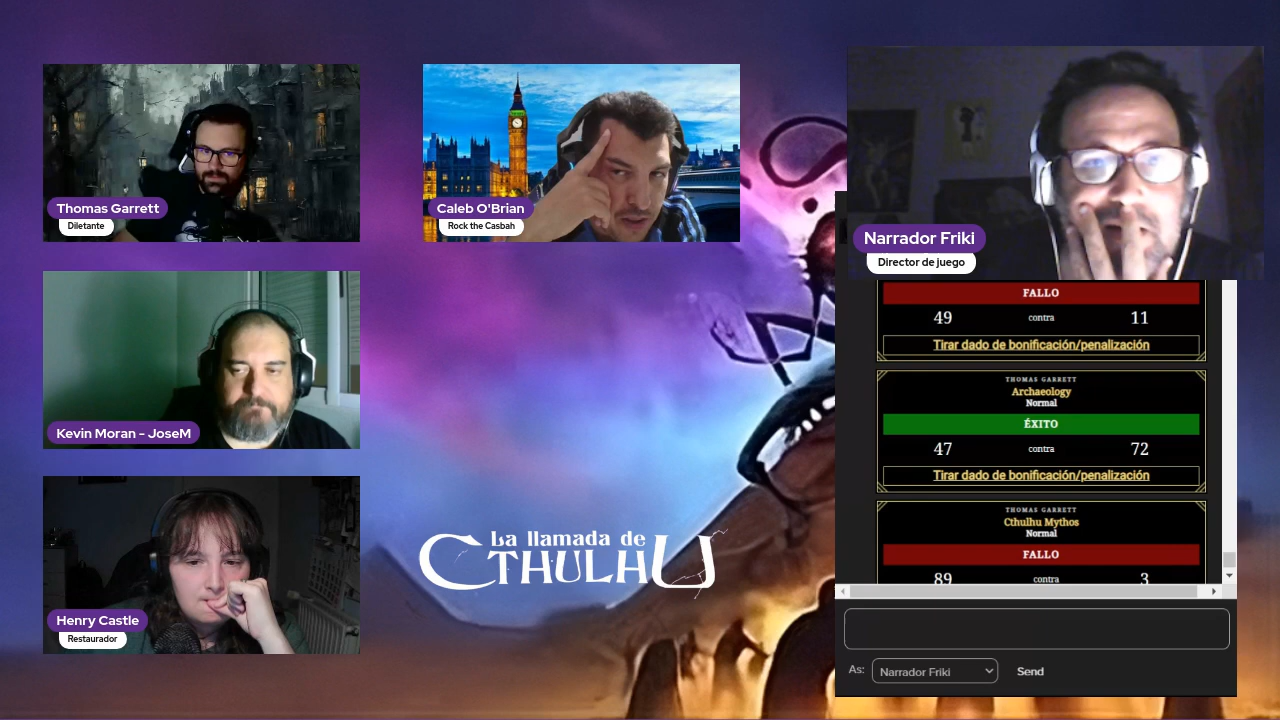 Thomas Garrett
Diletante
Caleb O'Brian
Rock the Casbah
Narrador Friki
Director de juego
Kevin Moran - JoseM
Henry Castle
Restaurador
La llamada de
CTHULHU
FALLO
49 contra 11
Tirar dado de bonificación/penalización
THOMAS GARRETT
Archaeology
Normal
ÉXITO
47 contra 72
Tirar dado de bonificación/penalización
THOMAS GARRETT
Cthulhu Mythos
Normal
FALLO
89 contra 3
As: Narrador Friki Send